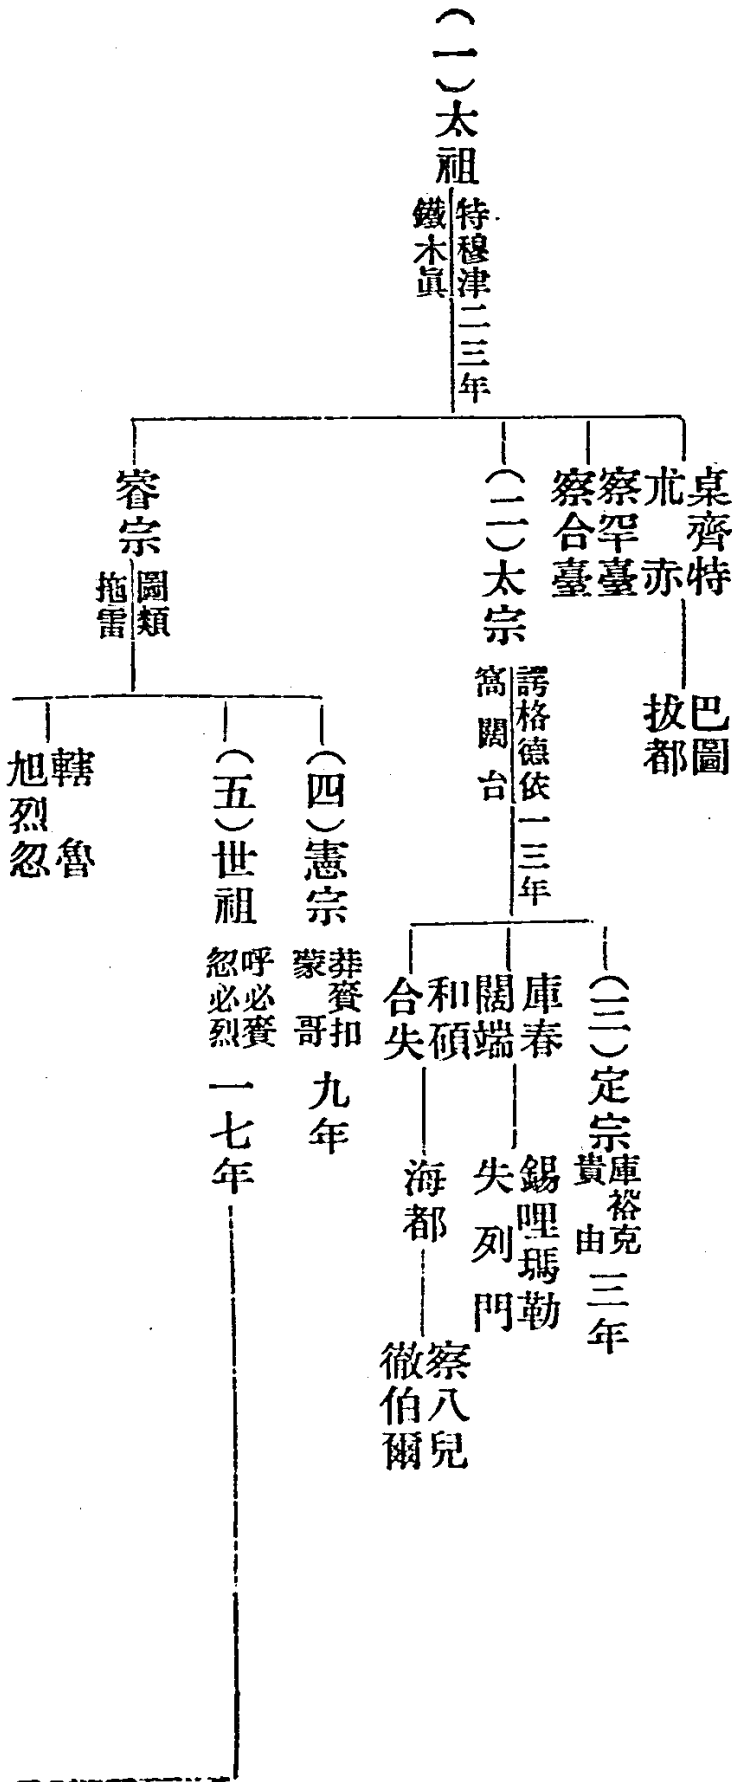 （一）太祖
特穆津二三年
鐵木眞
桌齊特
朮赤
巴圖
拔都
察罕臺
察合臺
（二）太宗
諤格德依一三年
窩闊台
（三）定宗
庫裕克
貴由
三年
庫春
闊端
錫哩瑪勒
失列門
和碩
合失
海都
察八兒
徹伯爾
睿宗
圖類
拖雷
（四）憲宗
莽賚扣
蒙哥
九年
（五）世祖
呼必賚
忽必烈
一七年
轄魯
旭烈忽